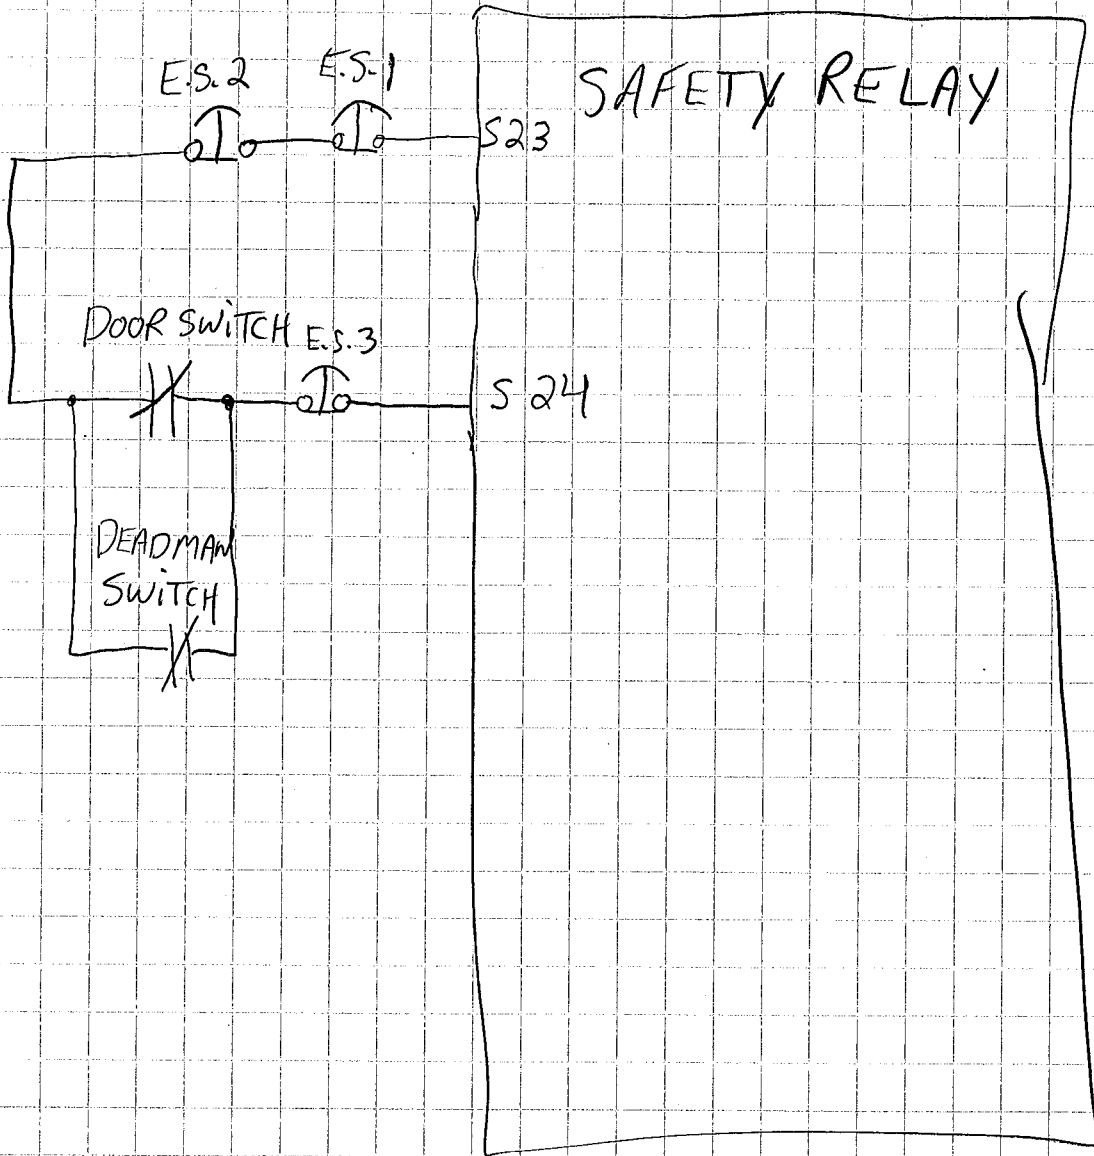 E.S.2
E.S.1
SAFETY RELAY
S23
DOOR SWiTCH
E.S.3
S24
DEADMAN
SWiTCH